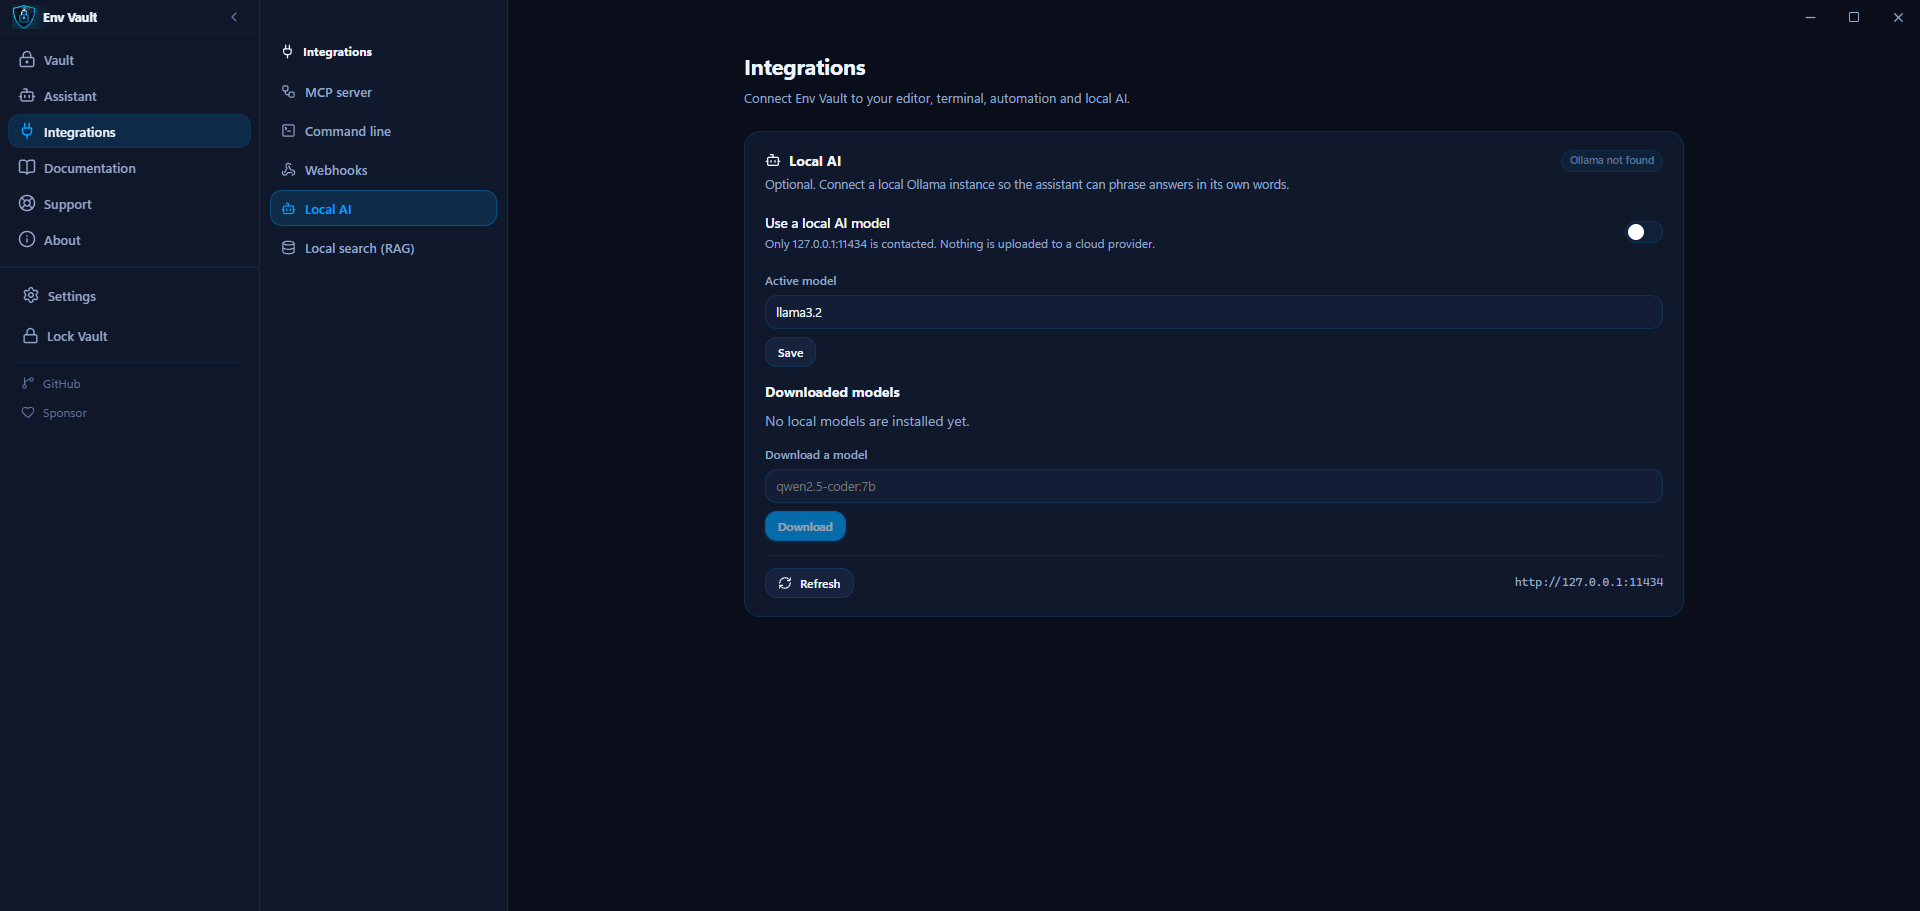 Env Vault
Vault
Assistant
Integrations
Documentation
Support
About
Settings
Lock Vault
GitHub
Sponsor
Integrations
MCP server
Command line
Webhooks
Local AI
Local search (RAG)
Integrations
Connect Env Vault to your editor, terminal, automation and local AI.
Local AI
Ollama not found
Optional. Connect a local Ollama instance so the assistant can phrase answers in its own words.
Use a local AI model
Only 127.0.0.1:11434 is contacted. Nothing is uploaded to a cloud provider.
Active model
llama3.2
Save
Downloaded models
No local models are installed yet.
Download a model
qwen2.5-coder:7b
Download
Refresh
http://127.0.0.1:11434